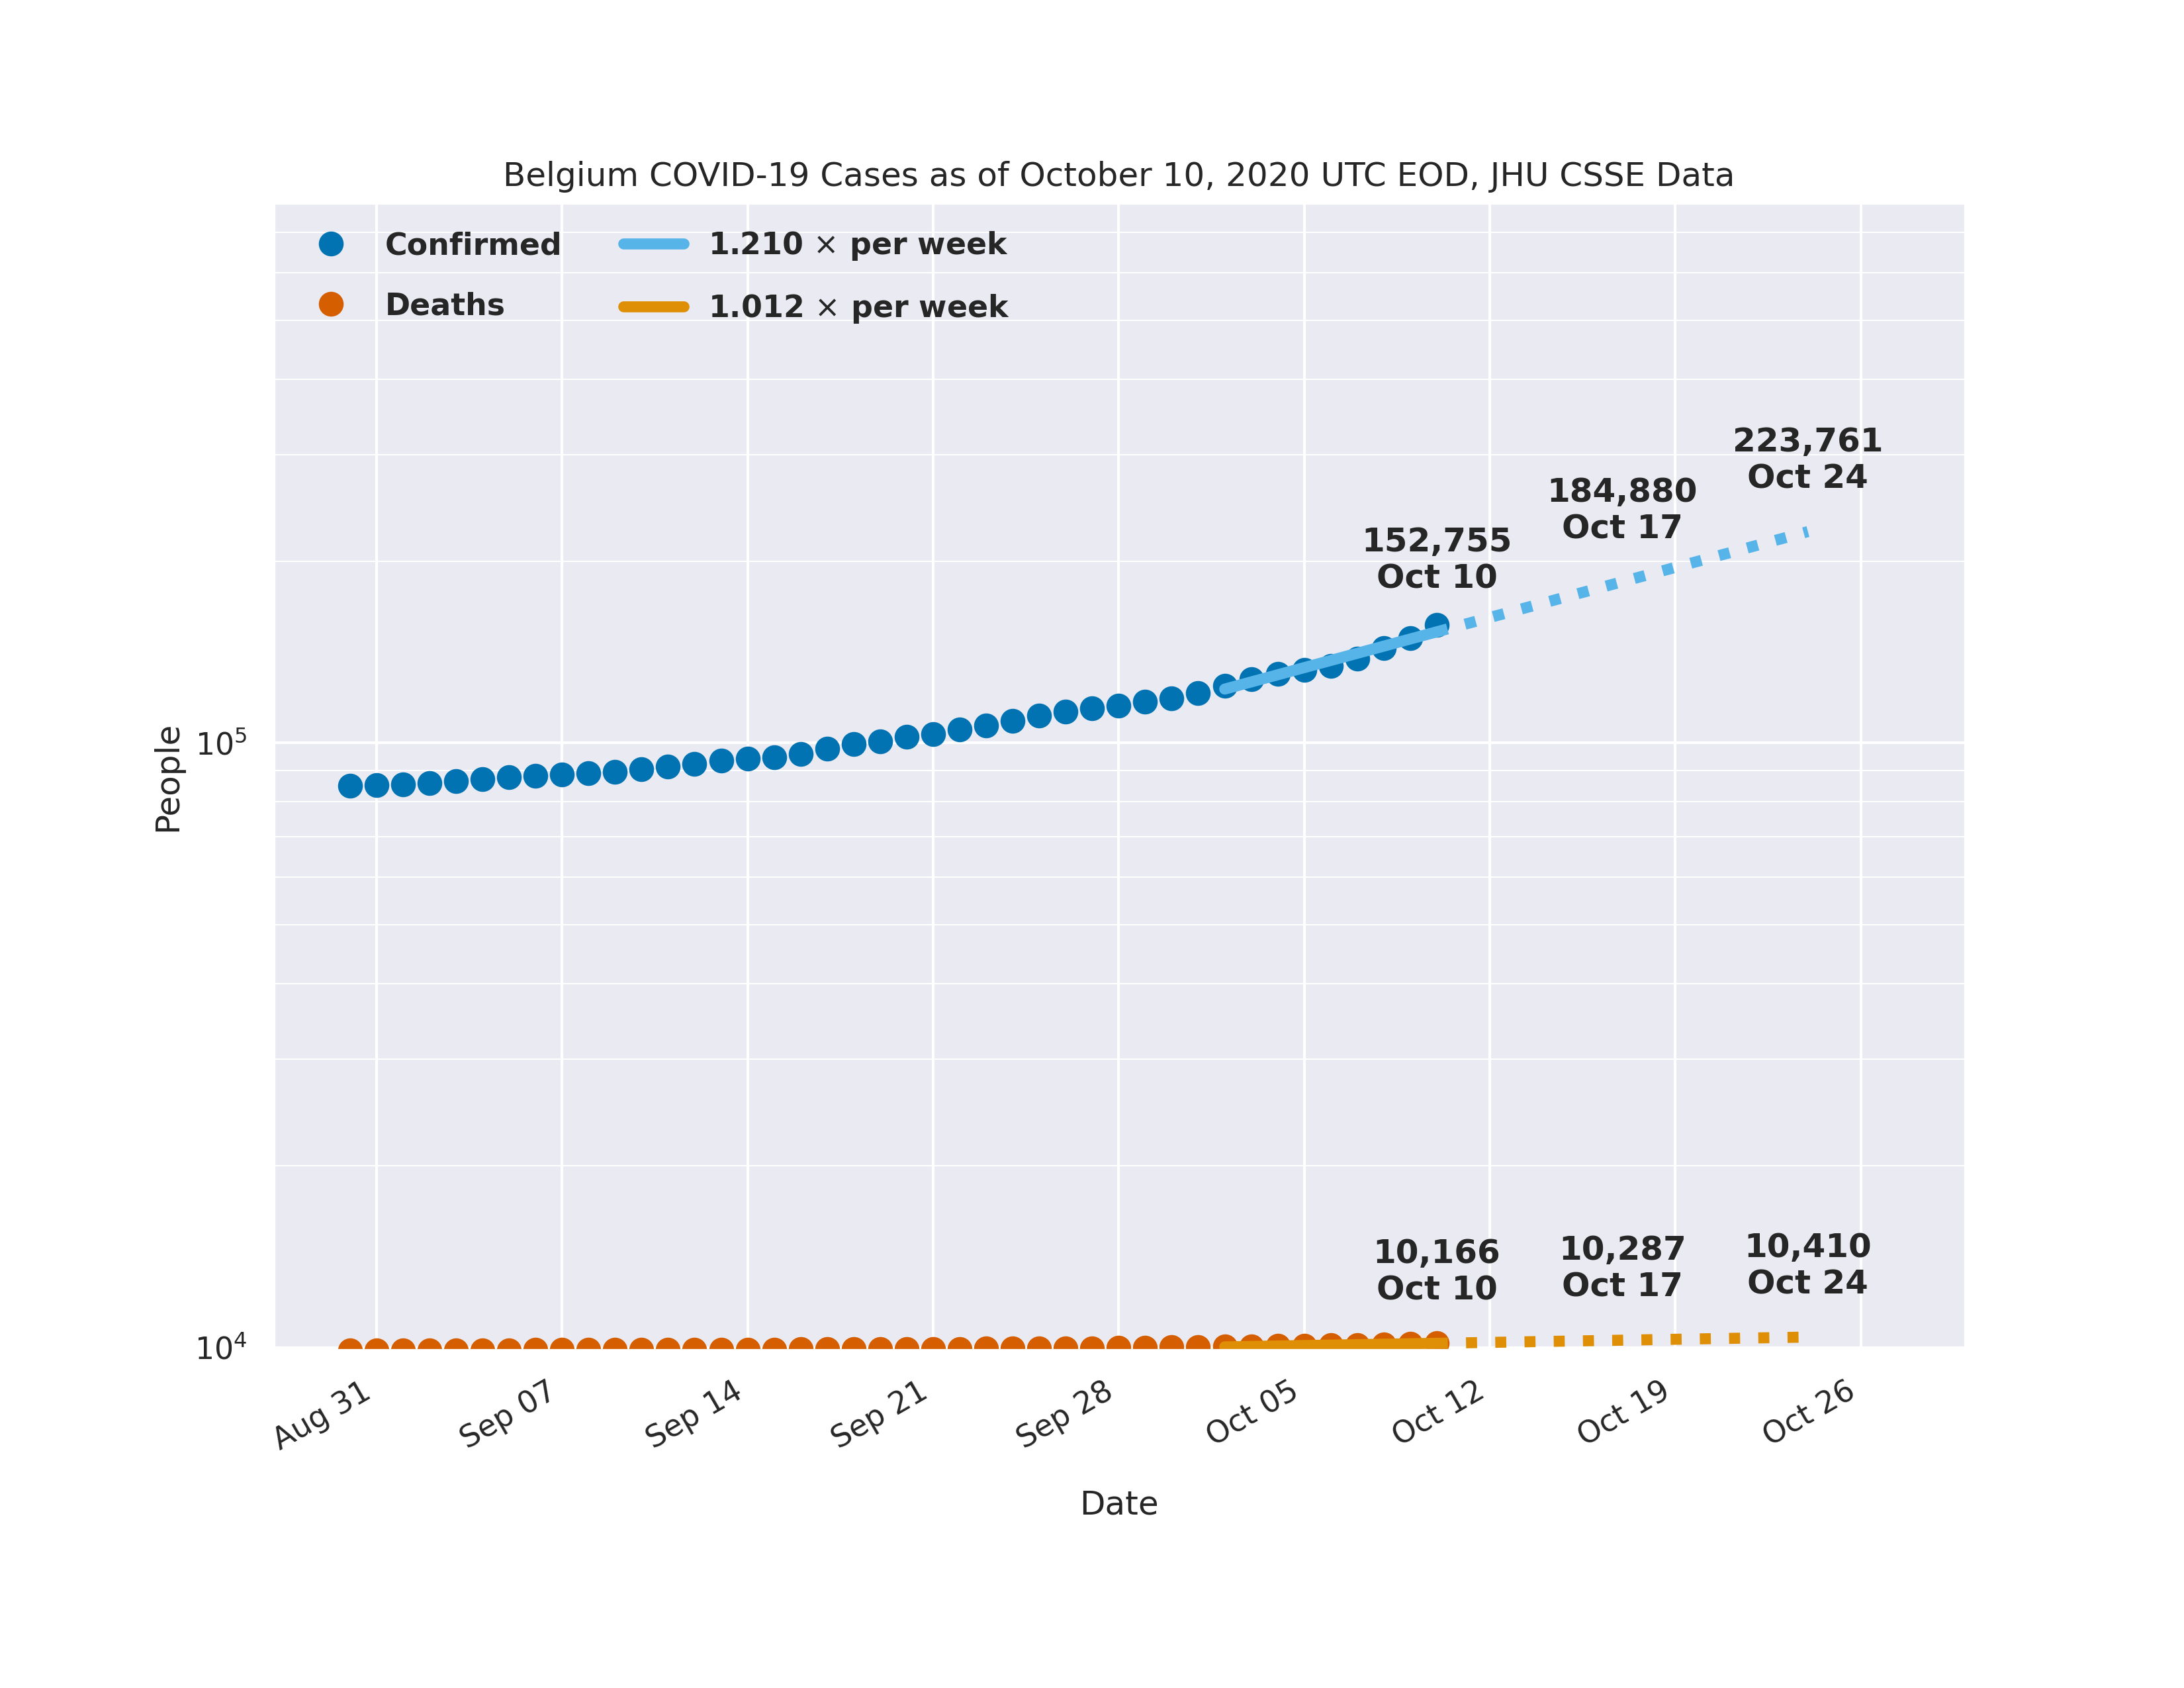 Belgium COVID-19 Cases as of October 10, 2020 UTC EOD, JHU CSSE Data
Confirmed
Deaths
1.210 × per week
1.012 × per week
223,761
Oct 24
184,880
Oct 17
152,755
Oct 10
People
10⁵
10⁴
10,166
Oct 10
10,287
Oct 17
10,410
Oct 24
Aug 31
Sep 07
Sep 14
Sep 21
Sep 28
Oct 05
Oct 12
Oct 19
Oct 26
Date